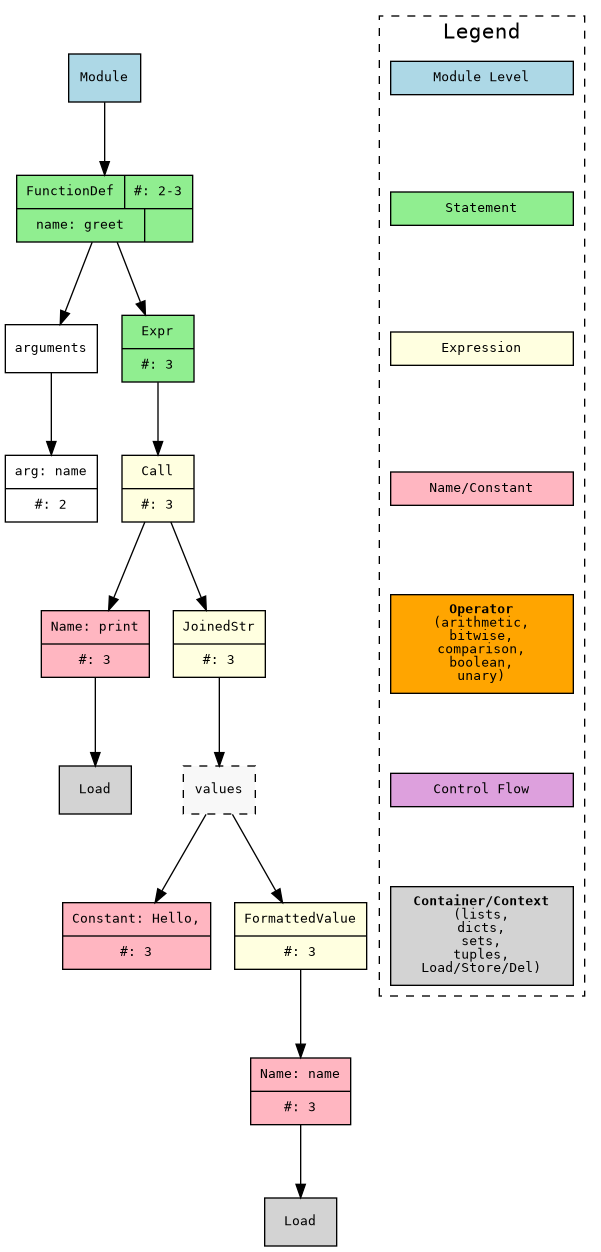 Legend
Module
Module Level
FunctionDef #: 2-3
name: greet
Statement
arguments
Expr
#: 3
Expression
arg: name
#: 2
Call
#: 3
Name/Constant
Name: print
#: 3
JoinedStr
#: 3
Operator
(arithmetic,
bitwise,
comparison,
boolean,
unary)
Load
values
Control Flow
Constant: Hello,
#: 3
FormattedValue
#: 3
Container/Context
(lists,
dicts,
sets,
tuples,
Load/Store/Del)
Name: name
#: 3
Load